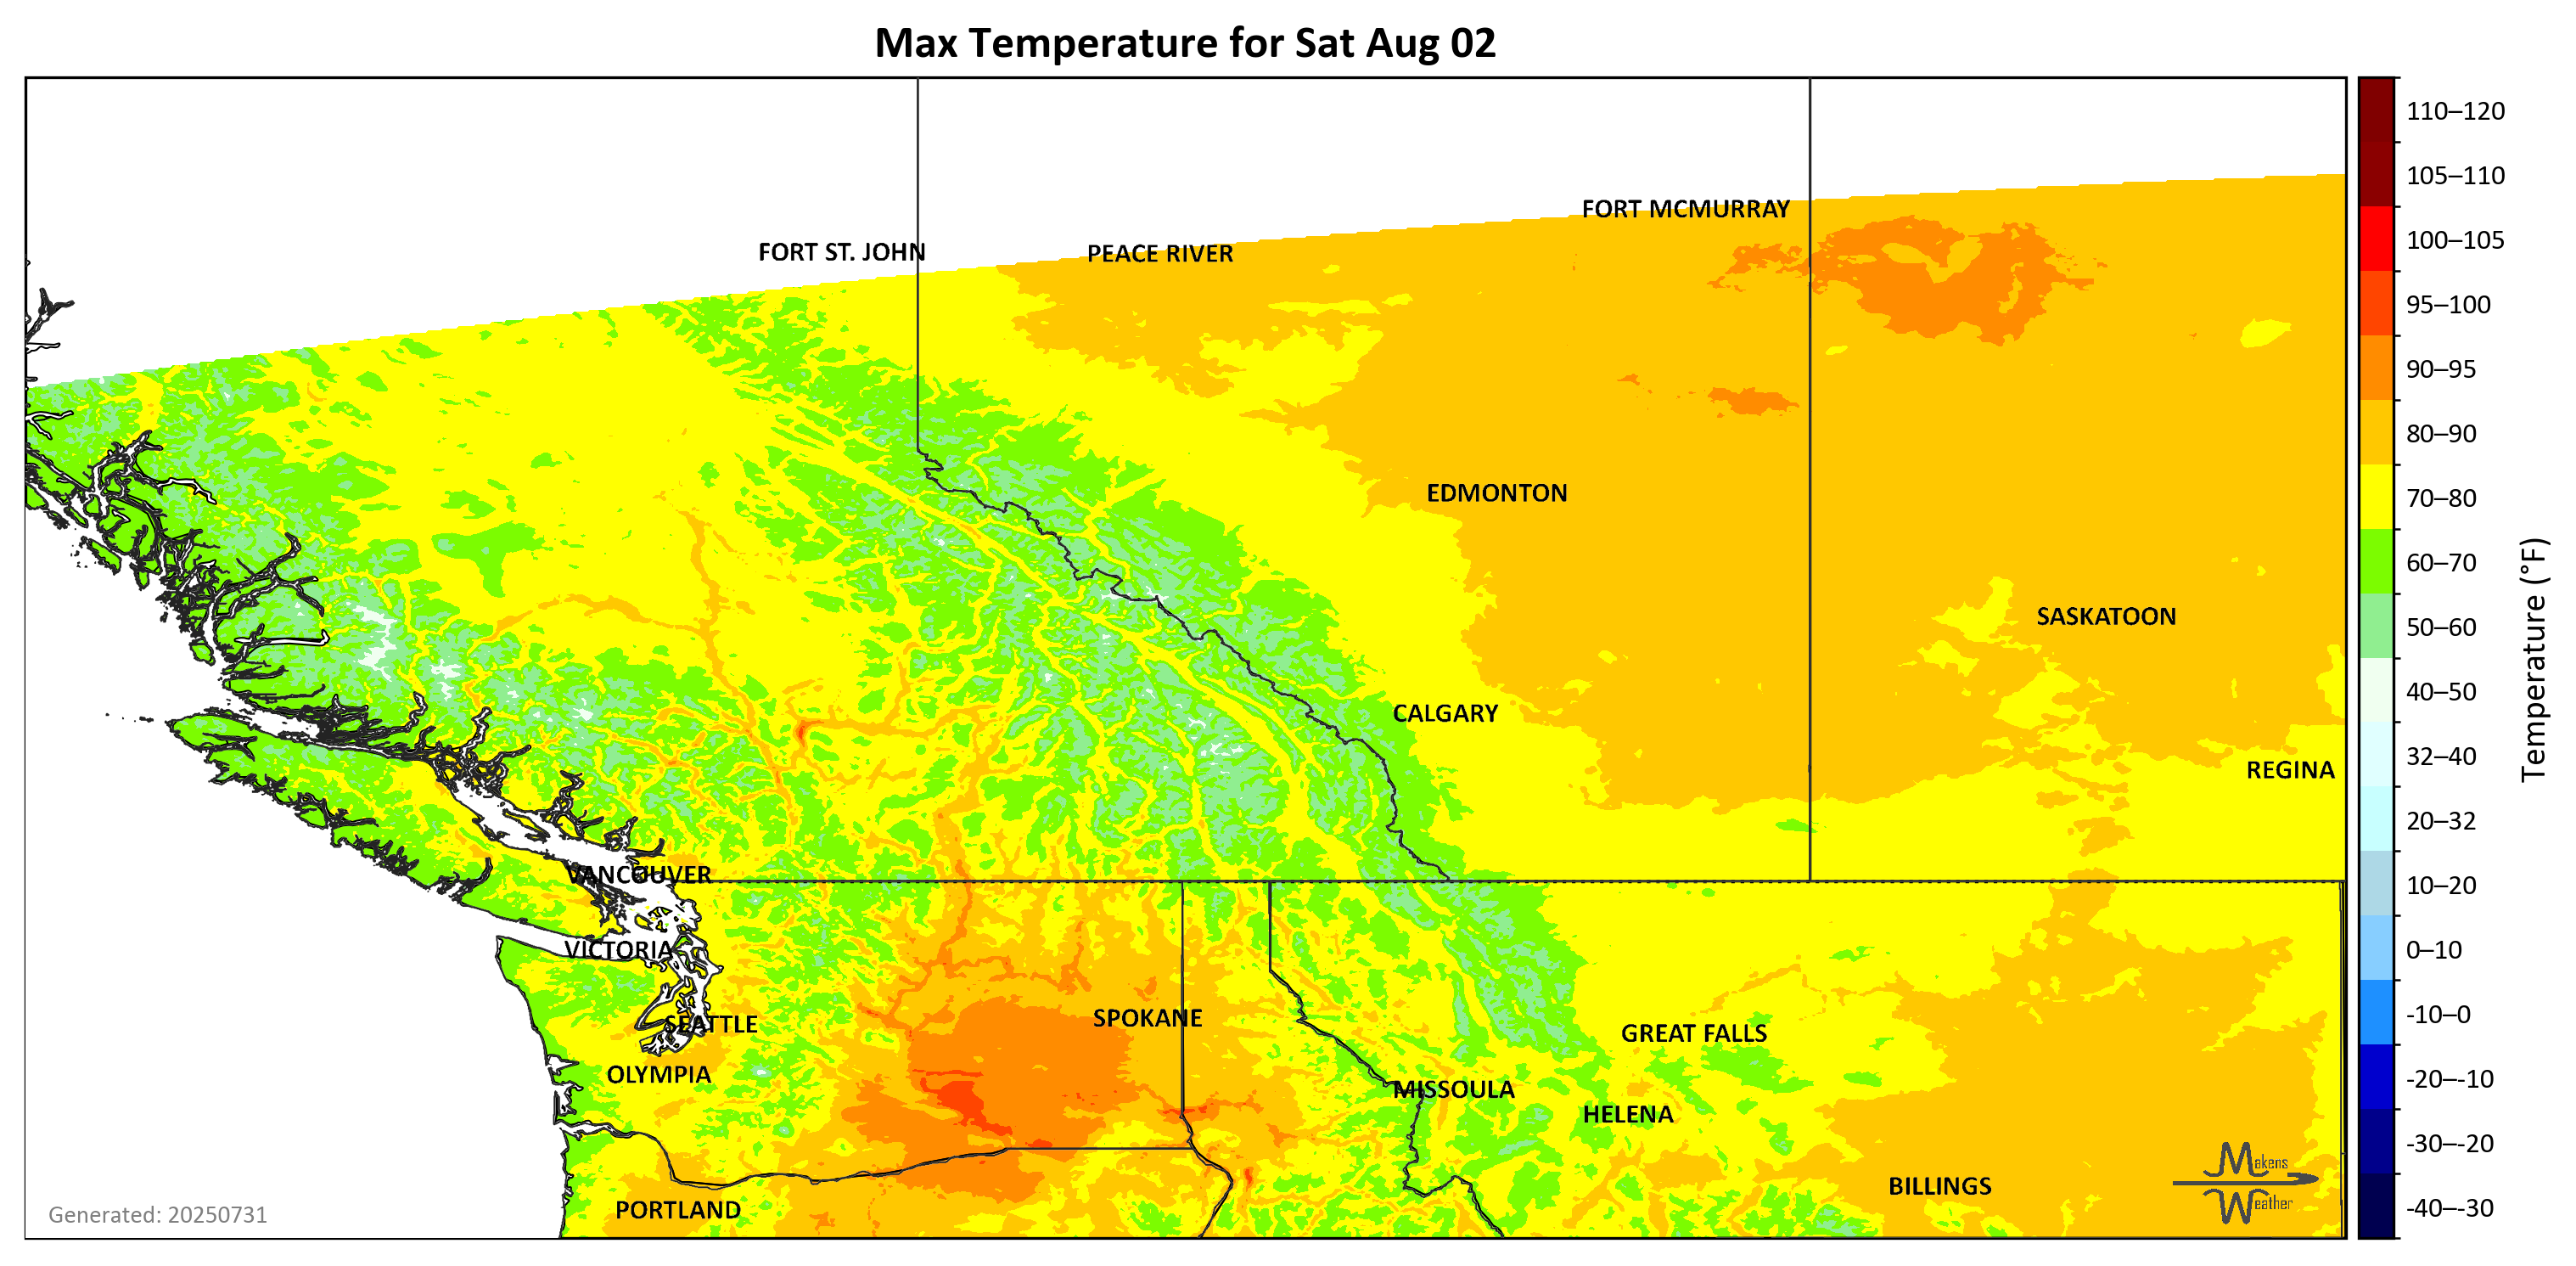 Max Temperature for Sat Aug 02
110–120
105–110
FORT MCMURRAY
100–105
FORT ST. JOHN
PEACE RIVER
95–100
90–95
80–90
EDMONTON
70–80
60–70
SASKATOON
50–60
40–50
CALGARY
32–40
REGINA
Temperature (°F)
20–32
VANCOUVER
10–20
VICTORIA
0–10
SPOKANE
-10–0
SEATTLE
GREAT FALLS
OLYMPIA
-20–-10
MISSOULA
HELENA
-30–-20
Makens
Weather
BILLINGS
PORTLAND
-40–-30
Generated: 20250731